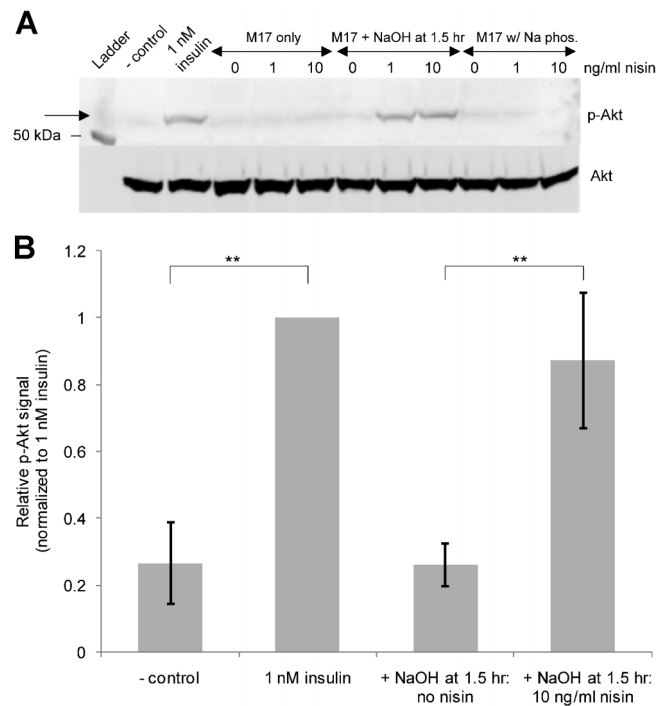 A
Ladder
- control
1 nM insulin
M17 only
M17 + NaOH at 1.5 hr
M17 w/ Na phos.
0 1 10 0 1 10 0 1 10 ng/ml nisin
p-Akt
50 kDa
Akt
B
Relative p-Akt signal
(normalized to 1 nM insulin)
1.2
1
0.8
0.6
0.4
0.2
0
** **
- control
1 nM insulin
+ NaOH at 1.5 hr:
no nisin
+ NaOH at 1.5 hr:
10 ng/ml nisin